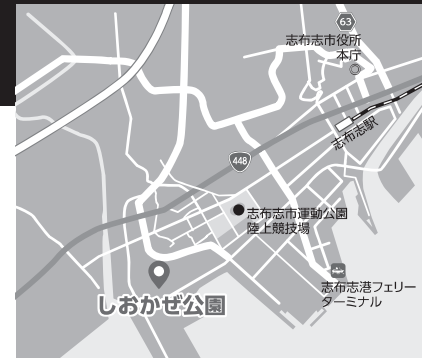 63
志布志市役所
本庁
志布志駅
448
志布志市運動公園
陸上競技場
志布志港フェリー
ターミナル
しおかぜ公園